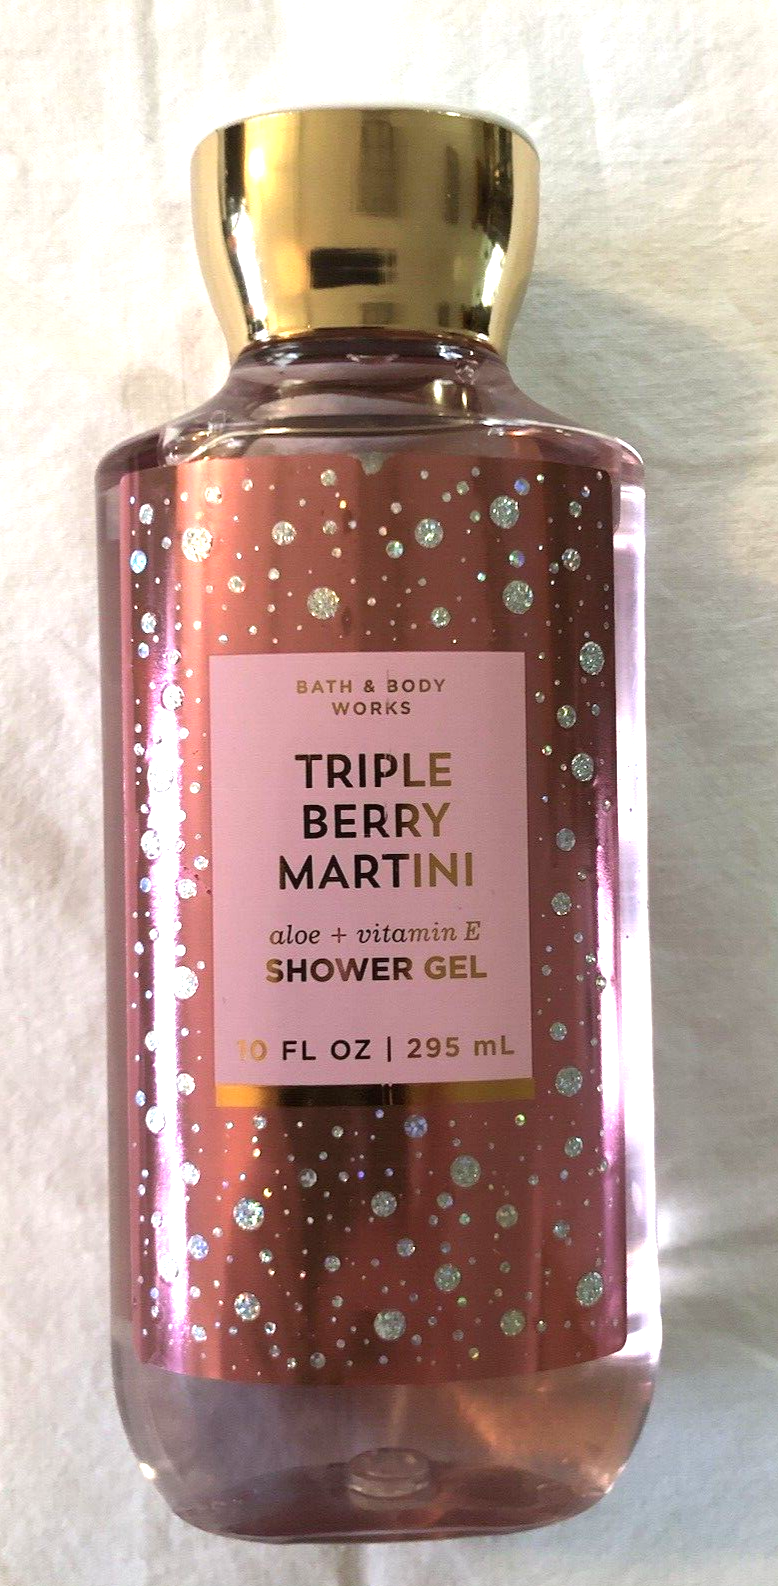 BATH & BODY
WORKS
TRIPLE
BERRY
MARTINI
aloe + vitamin E
SHOWER GEL
10 FL OZ | 295 mL